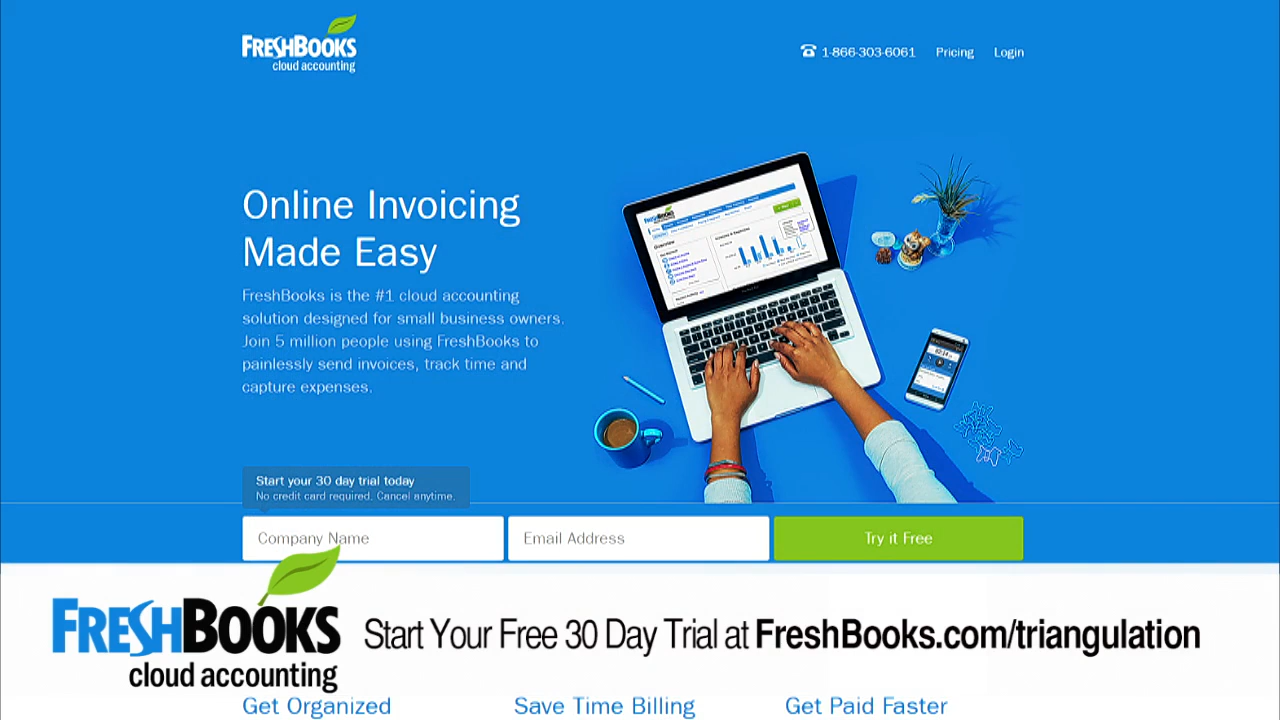 FRESHBOOKS
cloud accounting
1-866-303-6061 Pricing Login
Online Invoicing
Made Easy
FreshBooks is the #1 cloud accounting
solution designed for small business owners.
Join 5 million people using FreshBooks to
painlessly send invoices, track time and
capture expenses.
Start your 30 day trial today
No credit card required. Cancel anytime.
Company Name
Email Address
Try it Free
FRESHBOOKS
cloud accounting
Start Your Free 30 Day Trial at FreshBooks.com/triangulation
Get Organized
Save Time Billing
Get Paid Faster